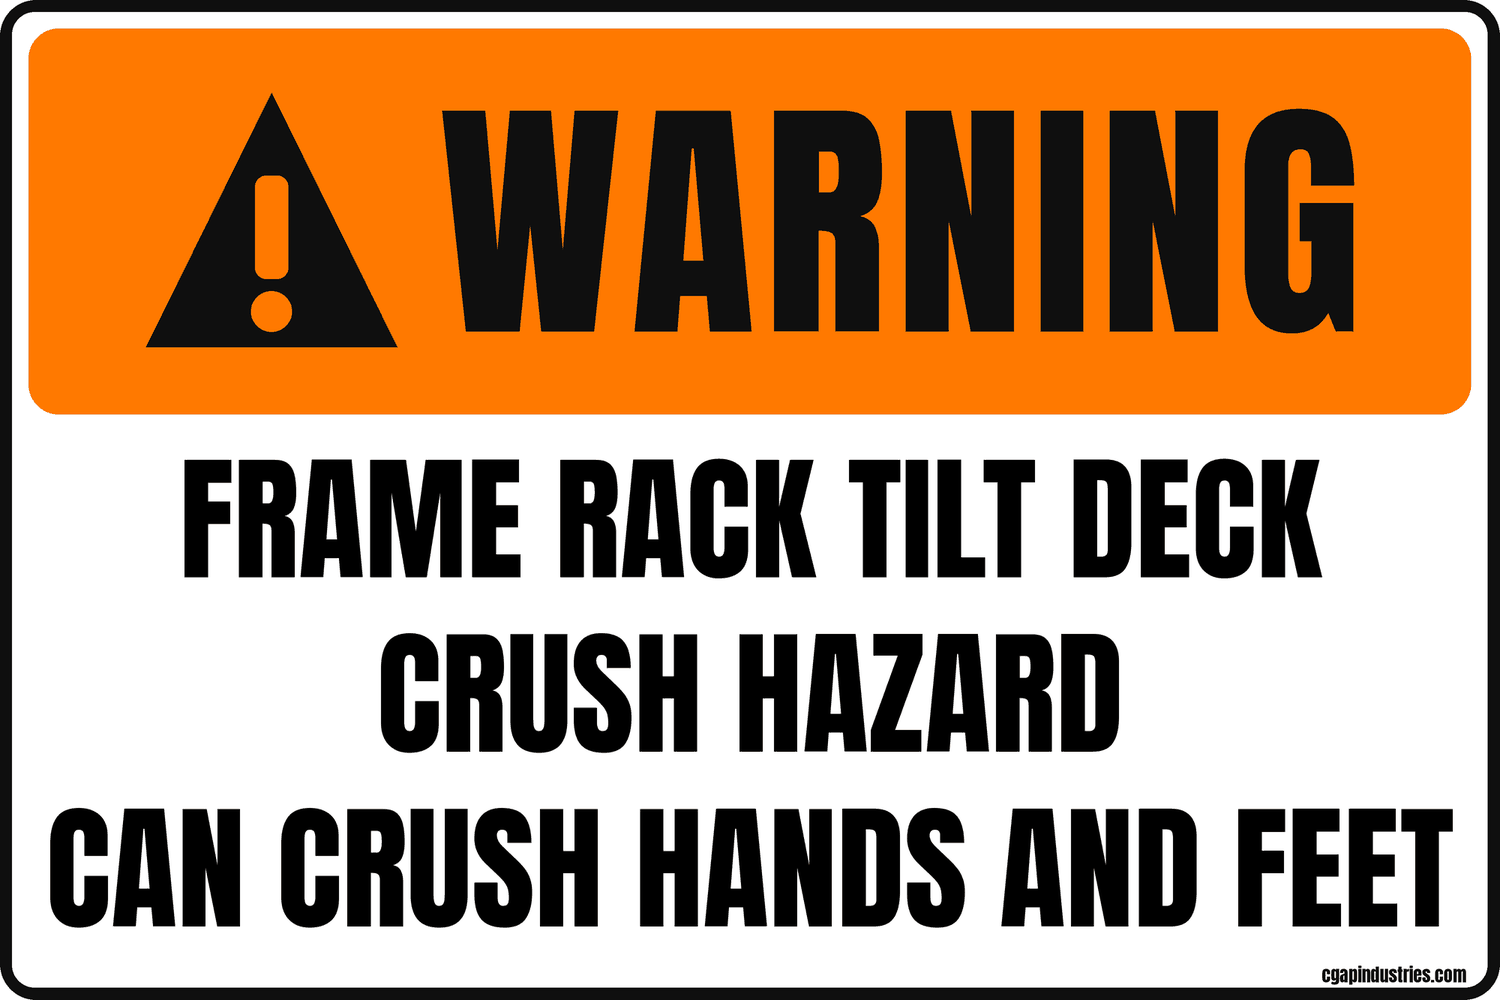 WARNING
FRAME RACK TILT DECK
CRUSH HAZARD
CAN CRUSH HANDS AND FEET
cgapindustries.com